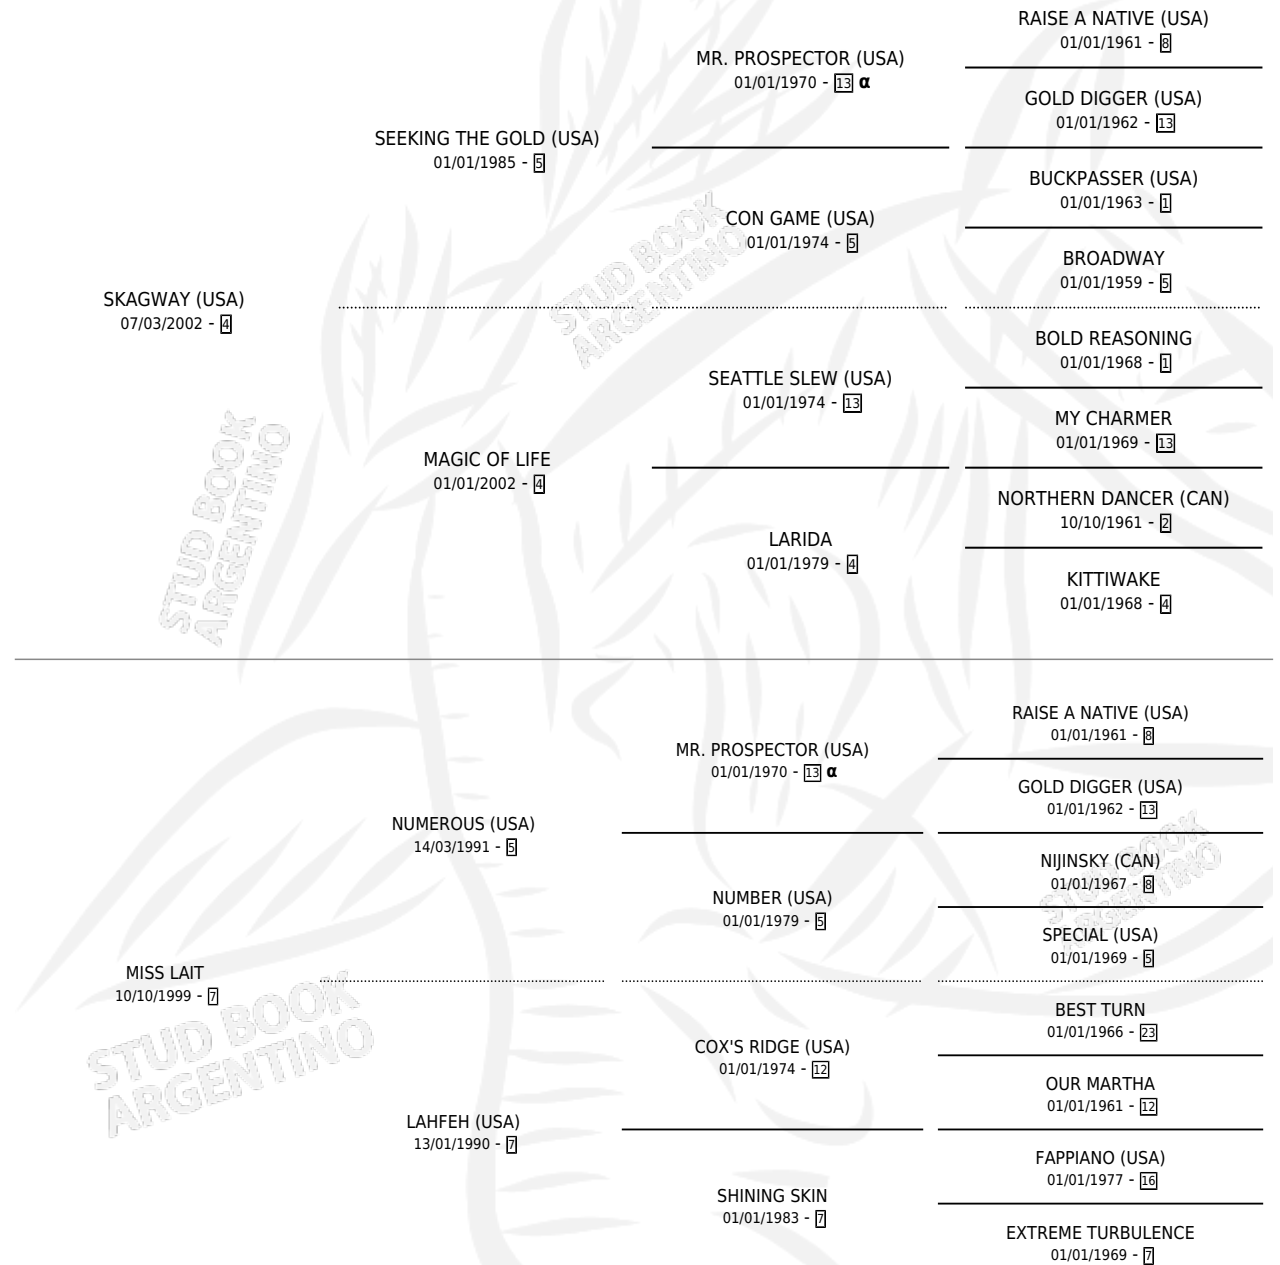 RAISE A NATIVE (USA)
01/01/1961 - 8
MR. PROSPECTOR (USA)
01/01/1970 - 13 α
GOLD DIGGER (USA)
01/01/1962 - 13
SEEKING THE GOLD (USA)
01/01/1985 - 5
BUCKPASSER (USA)
01/01/1963 - 1
CON GAME (USA)
01/01/1974 - 5
BROADWAY
01/01/1959 - 5
SKAGWAY (USA)
07/03/2002 - 4
BOLD REASONING
01/01/1968 - 1
SEATTLE SLEW (USA)
01/01/1974 - 13
MY CHARMER
01/01/1969 - 13
MAGIC OF LIFE
01/01/2002 - 4
NORTHERN DANCER (CAN)
10/10/1961 - 2
LARIDA
01/01/1979 - 4
KITTIWAKE
01/01/1968 - 4
RAISE A NATIVE (USA)
01/01/1961 - 8
MR. PROSPECTOR (USA)
01/01/1970 - 13 α
GOLD DIGGER (USA)
01/01/1962 - 13
NUMEROUS (USA)
14/03/1991 - 5
NIJINSKY (CAN)
01/01/1967 - 8
NUMBER (USA)
01/01/1979 - 5
SPECIAL (USA)
01/01/1969 - 5
MISS LAIT
10/10/1999 - 7
BEST TURN
01/01/1966 - 23
COX'S RIDGE (USA)
01/01/1974 - 12
OUR MARTHA
01/01/1961 - 12
LAHFEH (USA)
13/01/1990 - 7
FAPPIANO (USA)
01/01/1977 - 16
SHINING SKIN
01/01/1983 - 7
EXTREME TURBULENCE
01/01/1969 - 7
STUD BOOK
ARGENTINO
STUD BOOK
ARGENTINO
STUD BOOK
ARGENTINO
STUD BOOK
ARGENTINO